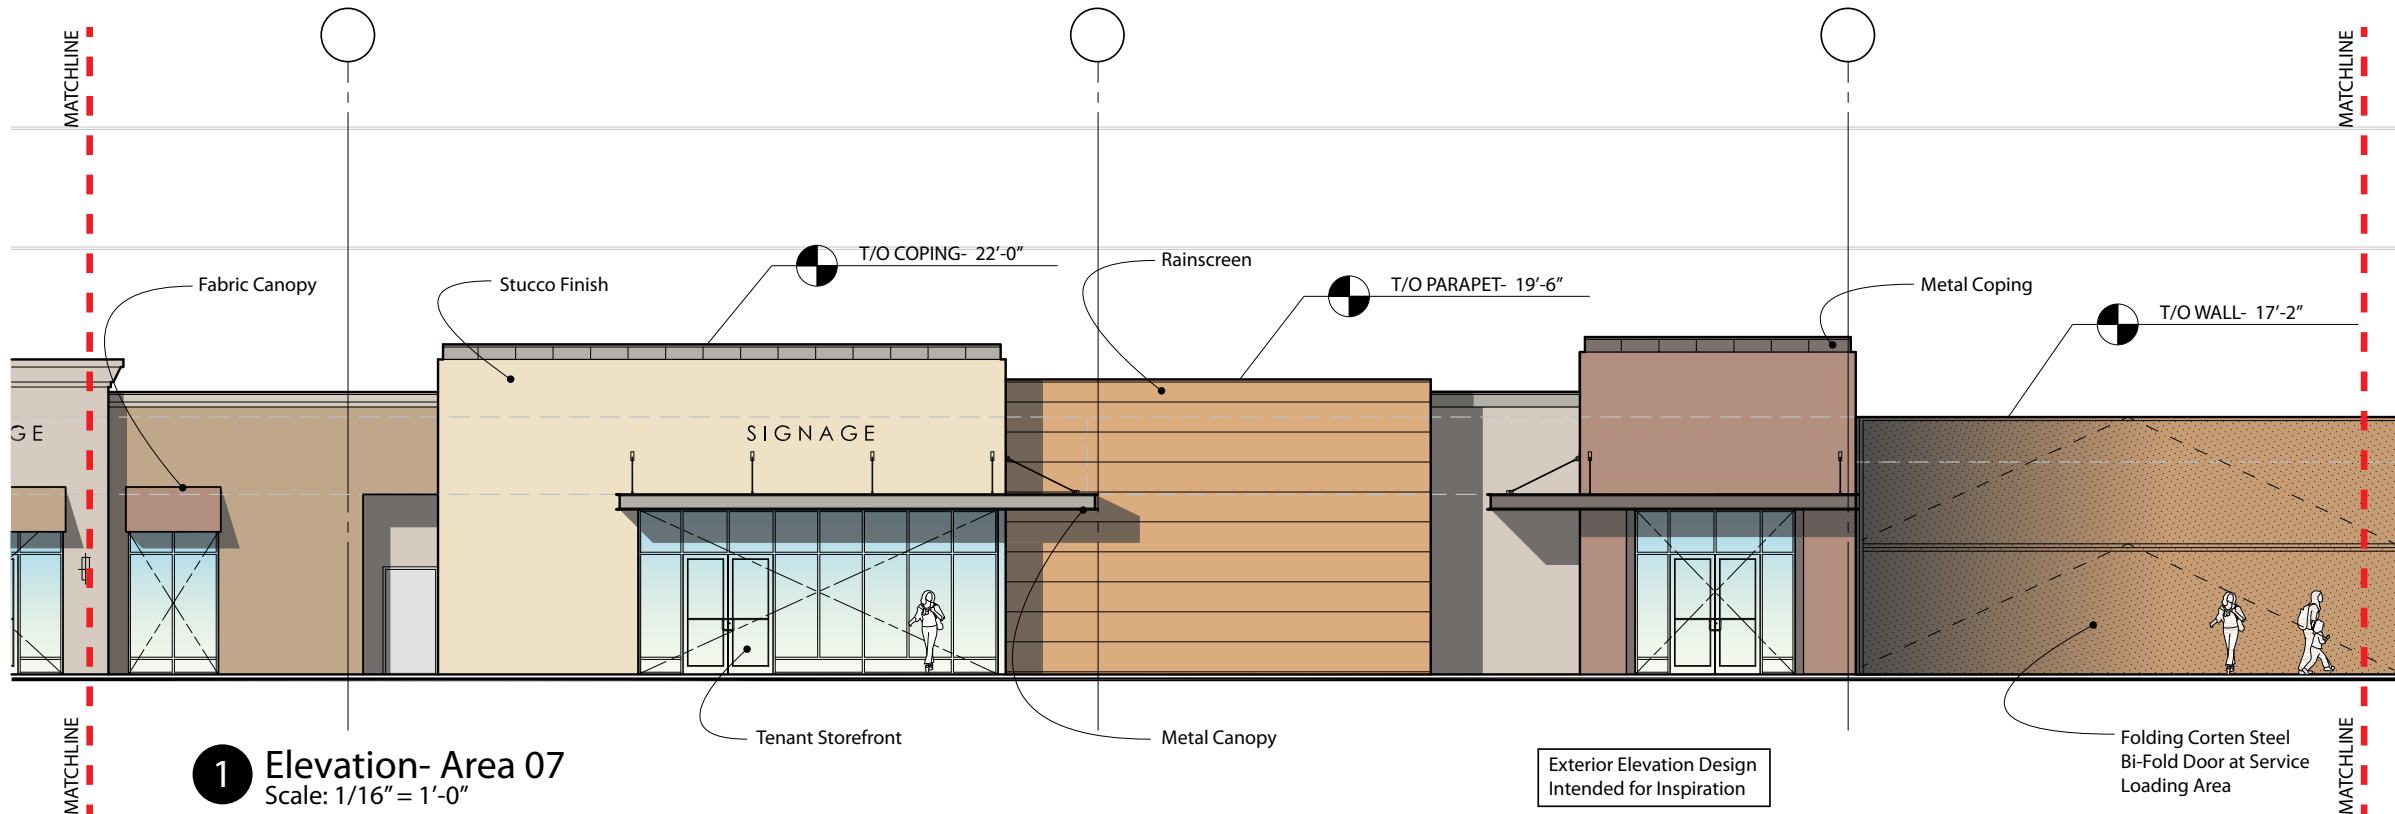 MATCHLINE
MATCHLINE
T/O COPING- 22'-0"
Rainscreen
T/O PARAPET- 19'-6"
Fabric Canopy
Stucco Finish
Metal Coping
T/O WALL- 17'-2"
GE
SIGNAGE
MATCHLINE
MATCHLINE
Tenant Storefront
Metal Canopy
1
Elevation- Area 07
Scale: 1/16" = 1'-0"
Exterior Elevation Design
Intended for Inspiration
Folding Corten Steel
Bi-Fold Door at Service
Loading Area